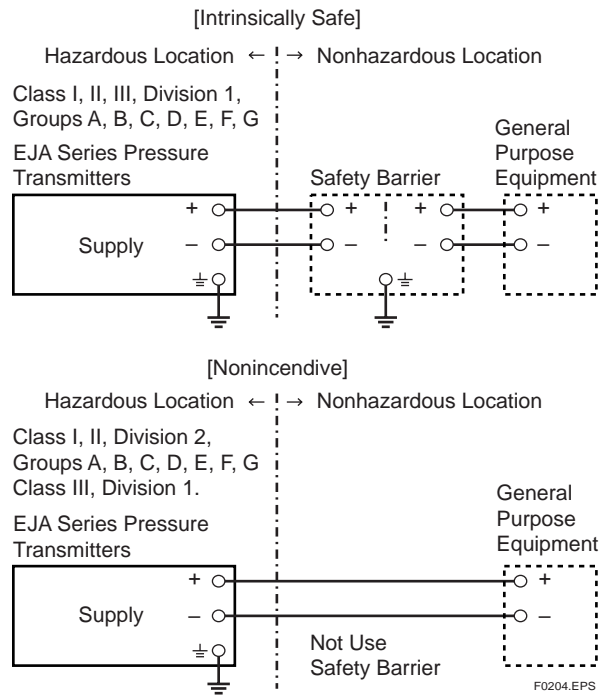 [Intrinsically Safe]
Hazardous Location ← → Nonhazardous Location
Class I, II, III, Division 1,
Groups A, B, C, D, E, F, G
EJA Series Pressure
Transmitters
Safety Barrier
General
Purpose
Equipment
+ + + +
Supply – – – –
[Nonincendive]
Hazardous Location ← → Nonhazardous Location
Class I, II, Division 2,
Groups A, B, C, D, E, F, G
Class III, Division 1.
EJA Series Pressure
Transmitters
General
Purpose
Equipment
+ +
Supply – –
Not Use
Safety Barrier
F0204.EPS